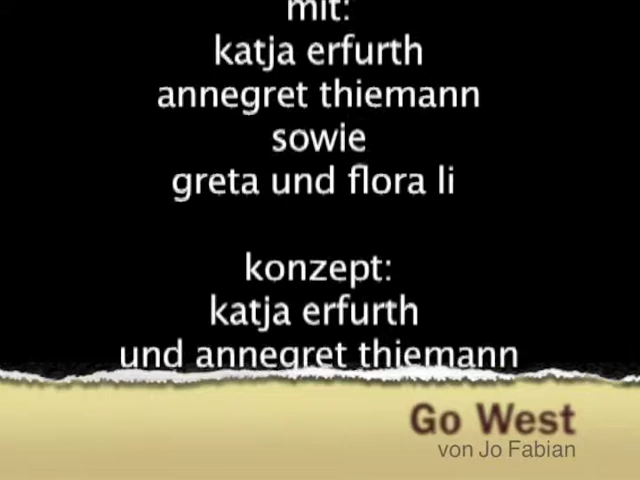 mit:
katja erfurth
annegret thiemann
sowie
greta und flora li
konzept:
katja erfurth
und annegret thiemann
Go West
von Jo Fabian